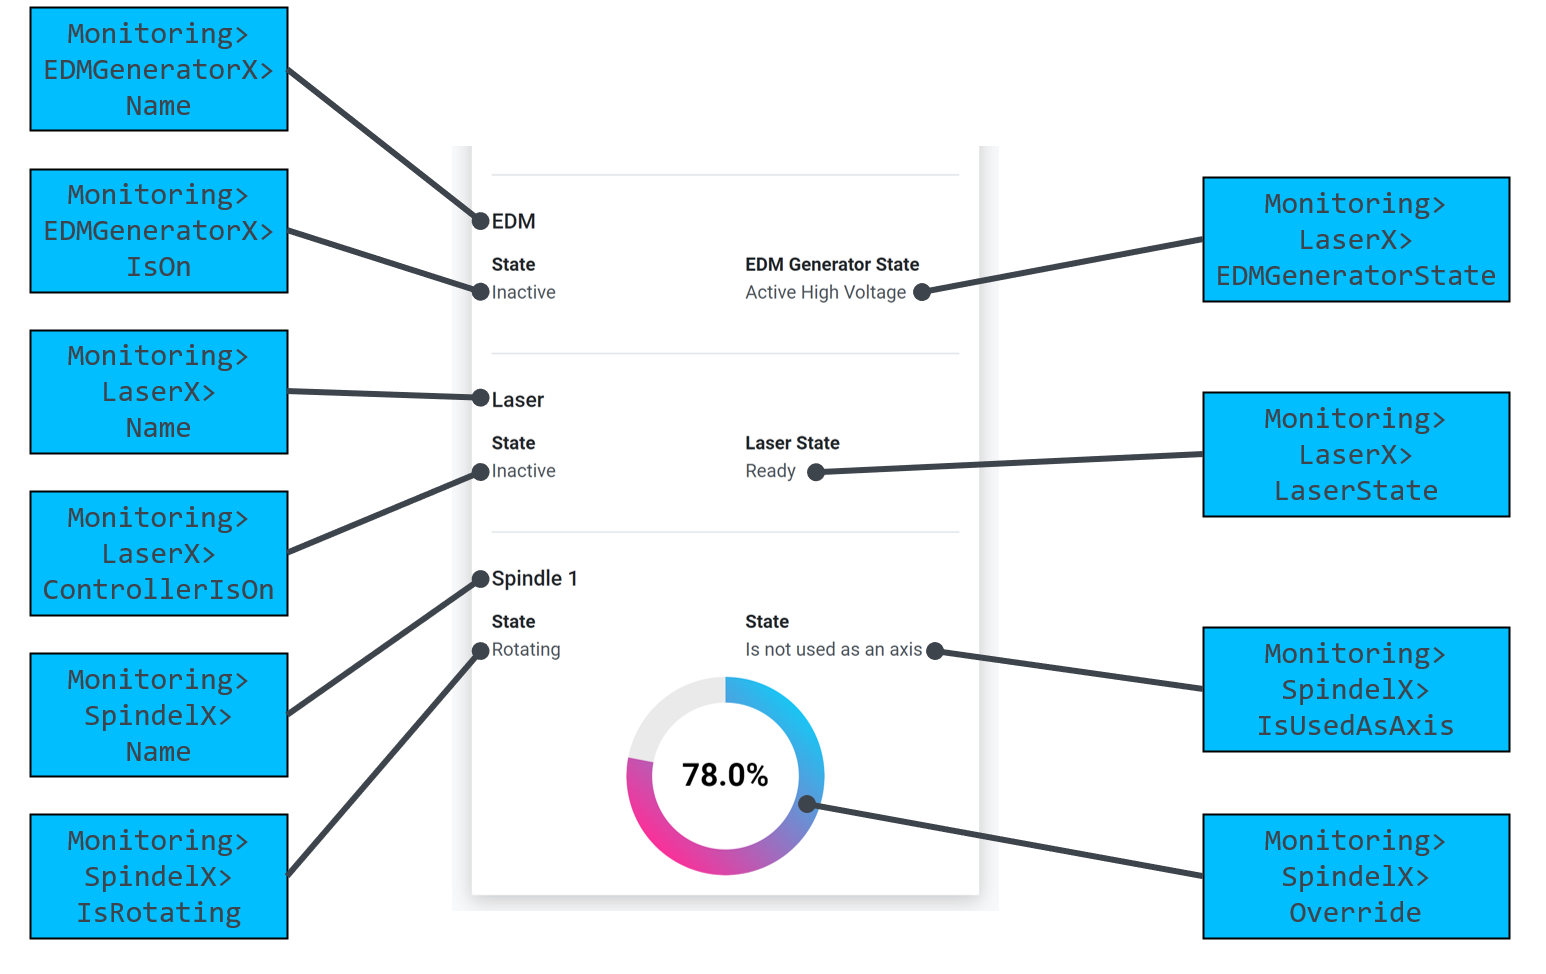 Monitoring>
EDMGeneratorX>
Name
Monitoring>
EDMGeneratorX>
IsOn
Monitoring>
LaserX>
Name
Monitoring>
LaserX>
ControllerIsOn
Monitoring>
SpindelX>
Name
Monitoring>
SpindelX>
IsRotating
EDM
State
EDM Generator State
Inactive
Active High Voltage
Laser
State
Laser State
Inactive
Ready
Spindle 1
State
State
Rotating
Is not used as an axis
78.0%
Monitoring>
LaserX>
EDMGeneratorState
Monitoring>
LaserX>
LaserState
Monitoring>
SpindelX>
IsUsedAsAxis
Monitoring>
SpindelX>
Override